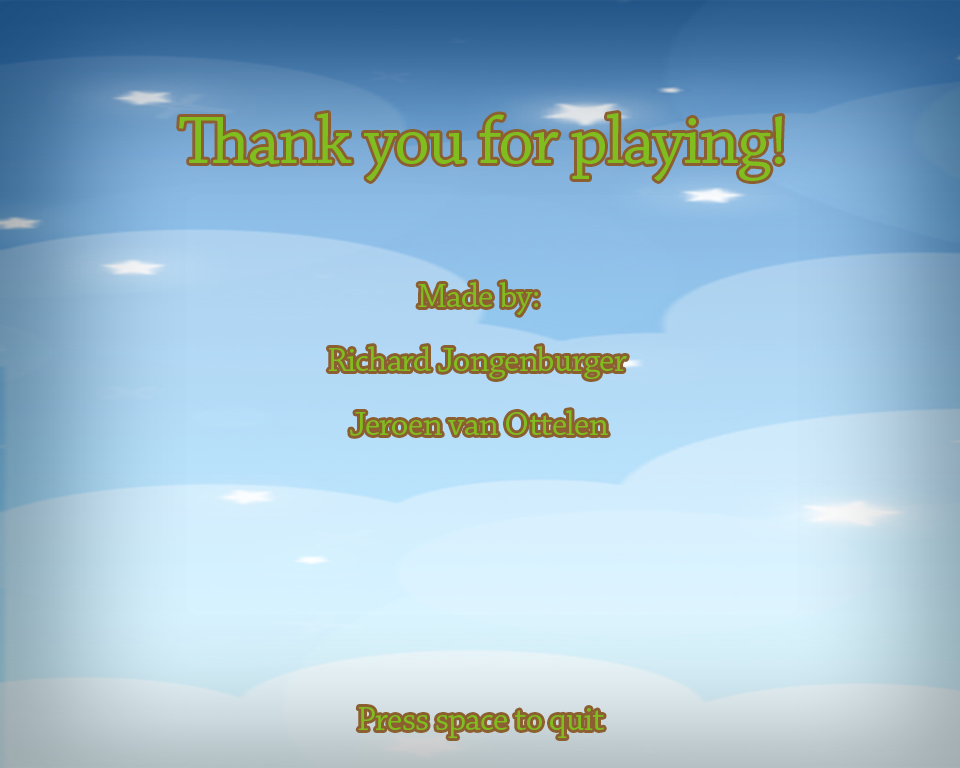 Thank you for playing!
Made by:
Richard Jongenburger
Jeroen van Ottelen
Press space to quit